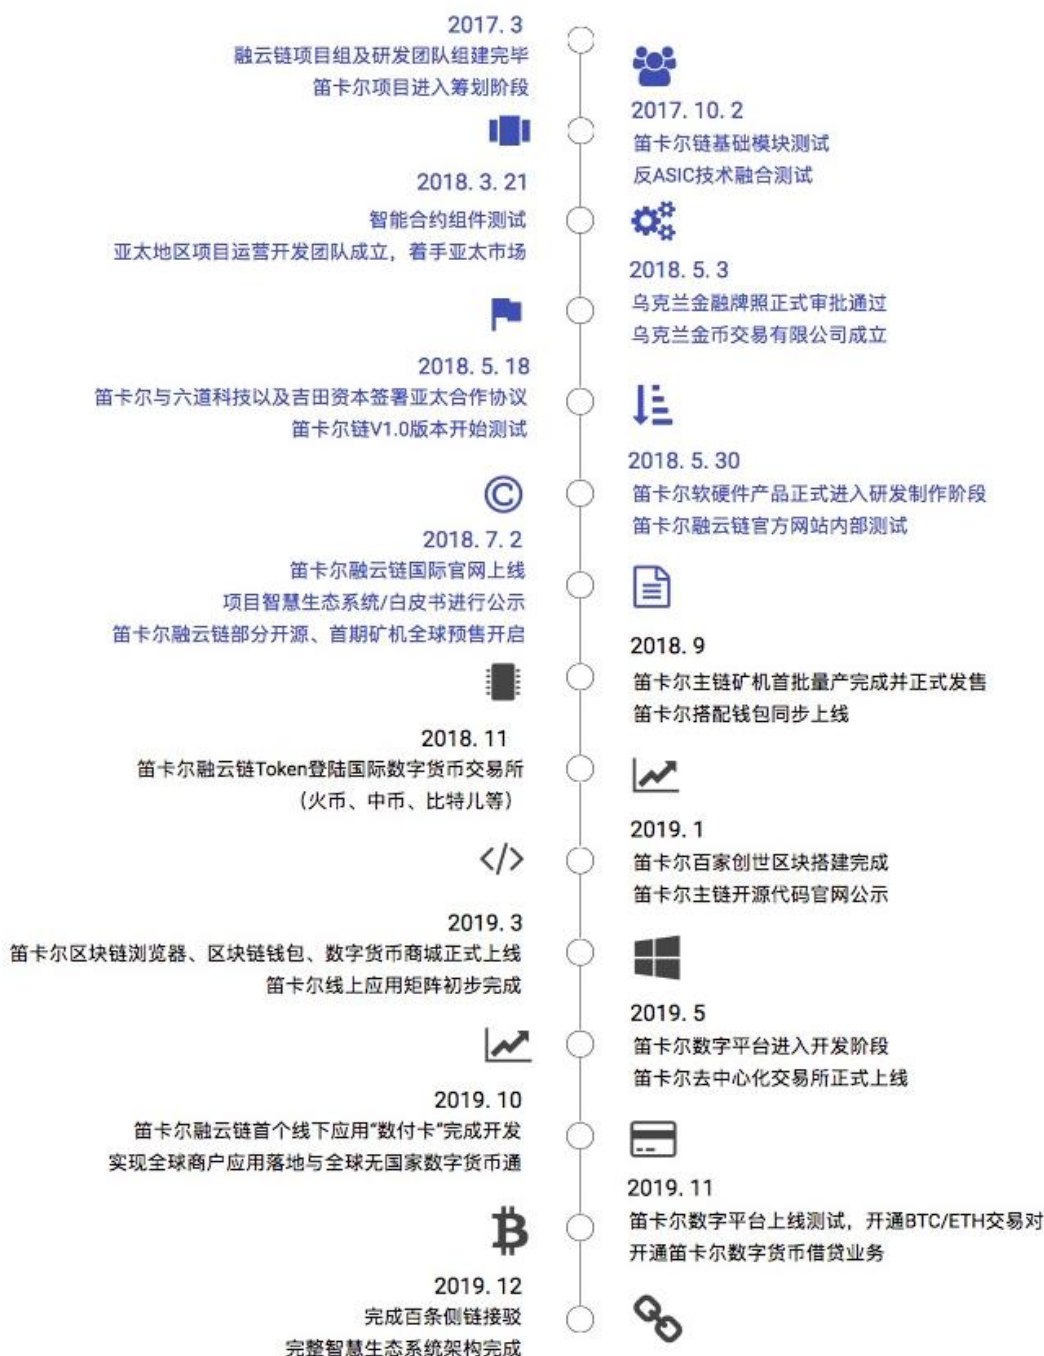 2017. 3
融云链项目组及研发团队组建完毕
笛卡尔项目进入筹划阶段
2017. 10. 2
笛卡尔链基础模块测试
反ASIC技术融合测试
2018. 3. 21
智能合约组件测试
亚太地区项目运营开发团队成立，着手亚太市场
2018. 5. 3
乌克兰金融牌照正式审批通过
乌克兰金币交易有限公司成立
2018. 5. 18
笛卡尔与六道科技以及吉田资本签署亚太合作协议
笛卡尔链V1.0版本开始测试
2018. 5. 30
笛卡尔软硬件产品正式进入研发制作阶段
笛卡尔融云链官方网站内部测试
2018. 7. 2
笛卡尔融云链国际官网上线
项目智慧生态系统/白皮书进行公示
笛卡尔融云链部分开源、首期矿机全球预售开启
2018. 9
笛卡尔主链矿机首批量产完成并正式发售
笛卡尔搭配钱包同步上线
2018. 11
笛卡尔融云链Token登陆国际数字货币交易所
（火币、中币、比特儿等）
2019. 1
笛卡尔百家创世区块搭建完成
笛卡尔主链开源代码官网公示
2019. 3
笛卡尔区块链浏览器、区块链钱包、数字货币商城正式上线
笛卡尔线上应用矩阵初步完成
2019. 5
笛卡尔数字平台进入开发阶段
笛卡尔去中心化交易所正式上线
2019. 10
笛卡尔融云链首个线下应用“数付卡”完成开发
实现全球商户应用落地与全球无国家数字货币通
2019. 11
笛卡尔数字平台上线测试，开通BTC/ETH交易对
开通笛卡尔数字货币借贷业务
2019. 12
完成百条侧链接驳
完整智慧生态系统架构完成